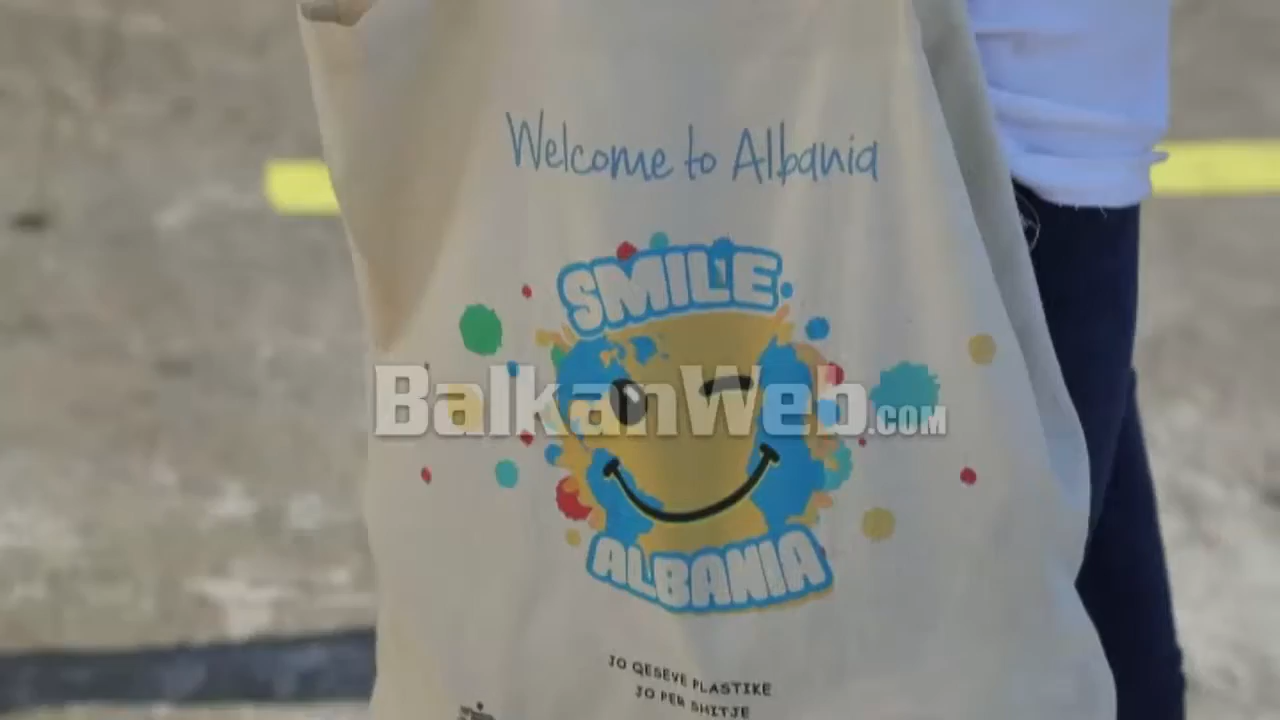 Welcome to Albania
SMILE
BalkanWeb.com
ALBANIA
JO QESEVE PLASTIKE
JO PER SHITJE